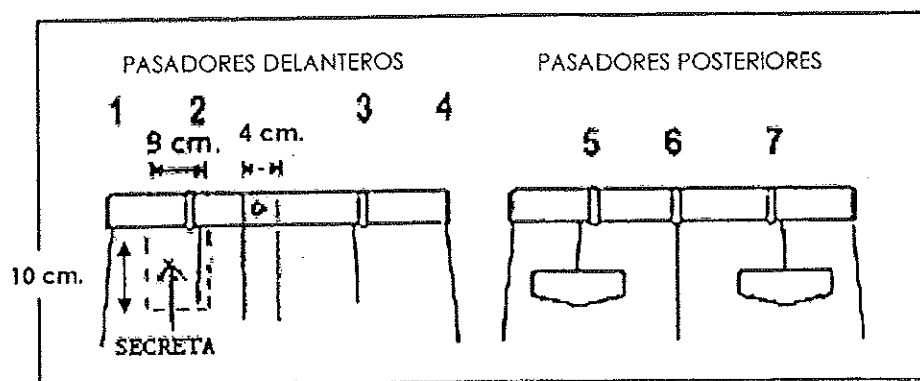 PASADORES DELANTEROS
1 2 3 4
9 cm. 4 cm.
10 cm.
SECRETA
PASADORES POSTERIORES
5 6 7